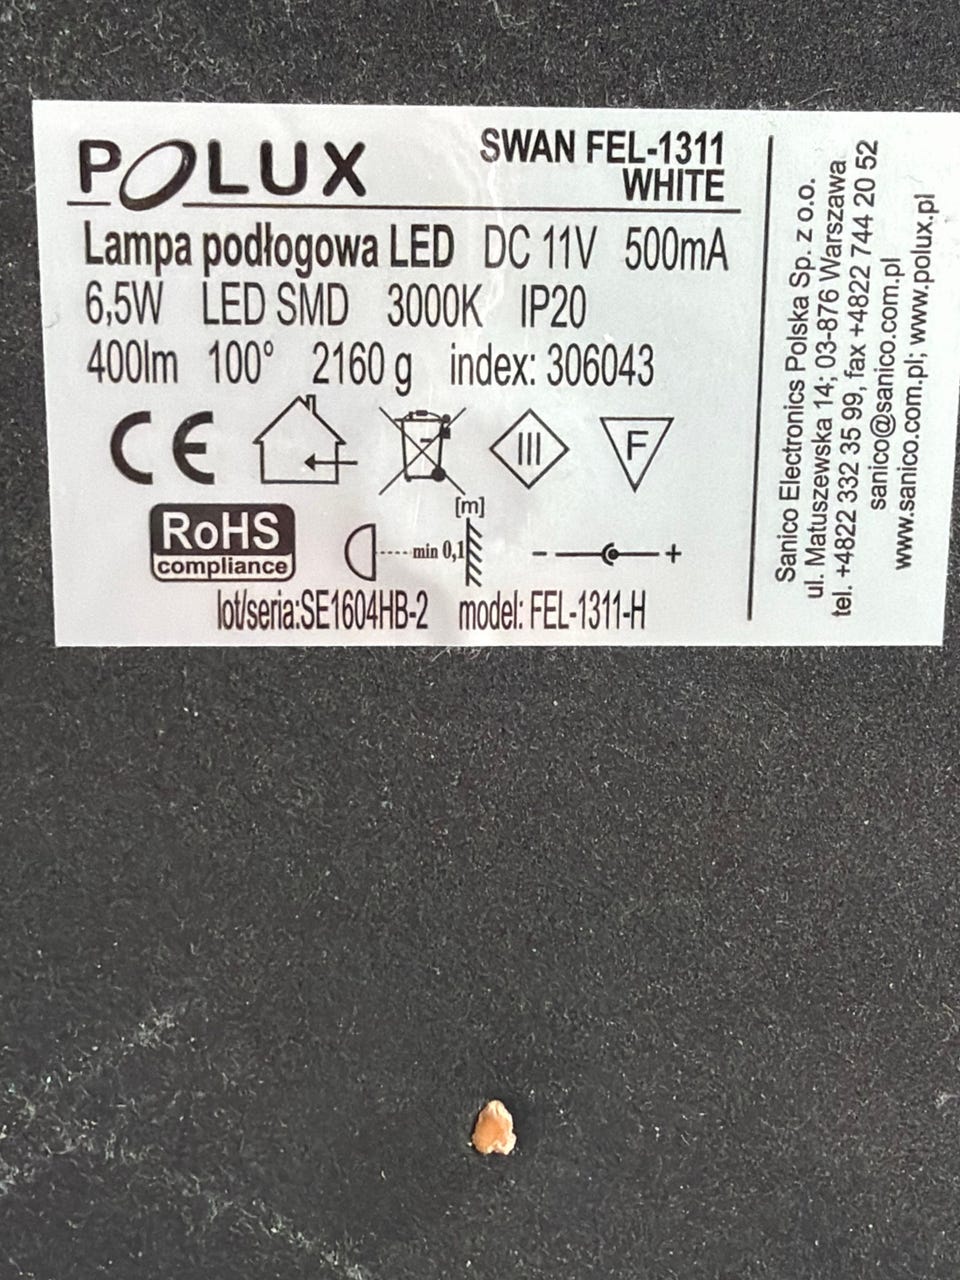 POLUX
SWAN FEL-1311
WHITE
Lampa podłogowa LED DC 11V 500mA
6,5W LED SMD 3000K IP20
400lm 100° 2160 g index: 306043
CE
III
F
RoHS
compliance
[m]
min 0,1
- +
lot/seria:SE1604HB-2 model: FEL-1311-H
Sanico Electronics Polska Sp. z o.o.
ul. Matuszewska 14; 03-876 Warszawa
tel. +4822 332 35 99, fax +4822 744 20 52
sanico@sanico.com.pl
www.sanico.com.pl; www.polux.pl